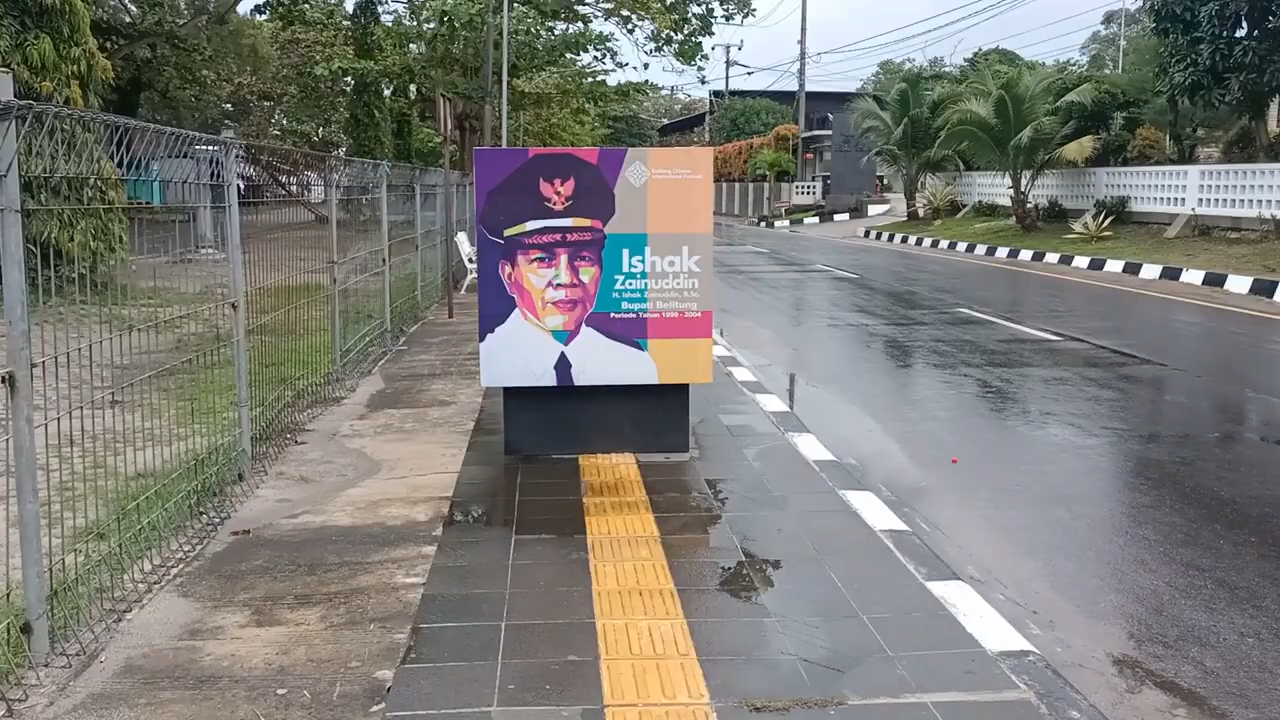 Belitung Chinese
International Festival
Ishak
Zainuddin
H. Ishak Zainuddin, B.Sc.
Bupati Belitung
Periode Tahun 1999 - 2004